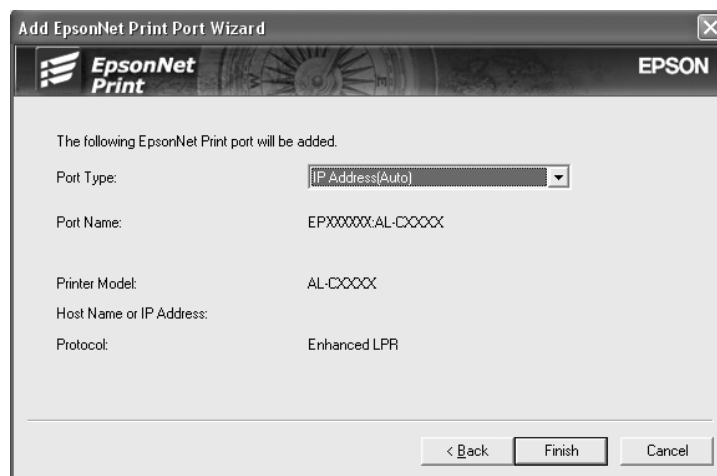 Add EpsonNet Print Port Wizard
EpsonNet
Print
EPSON
The following EpsonNet Print port will be added.
Port Type: IP Address(Auto)
Port Name: EPXXXXXX:AL-CXXXX
Printer Model: AL-CXXXX
Host Name or IP Address:
Protocol: Enhanced LPR
< Back Finish Cancel